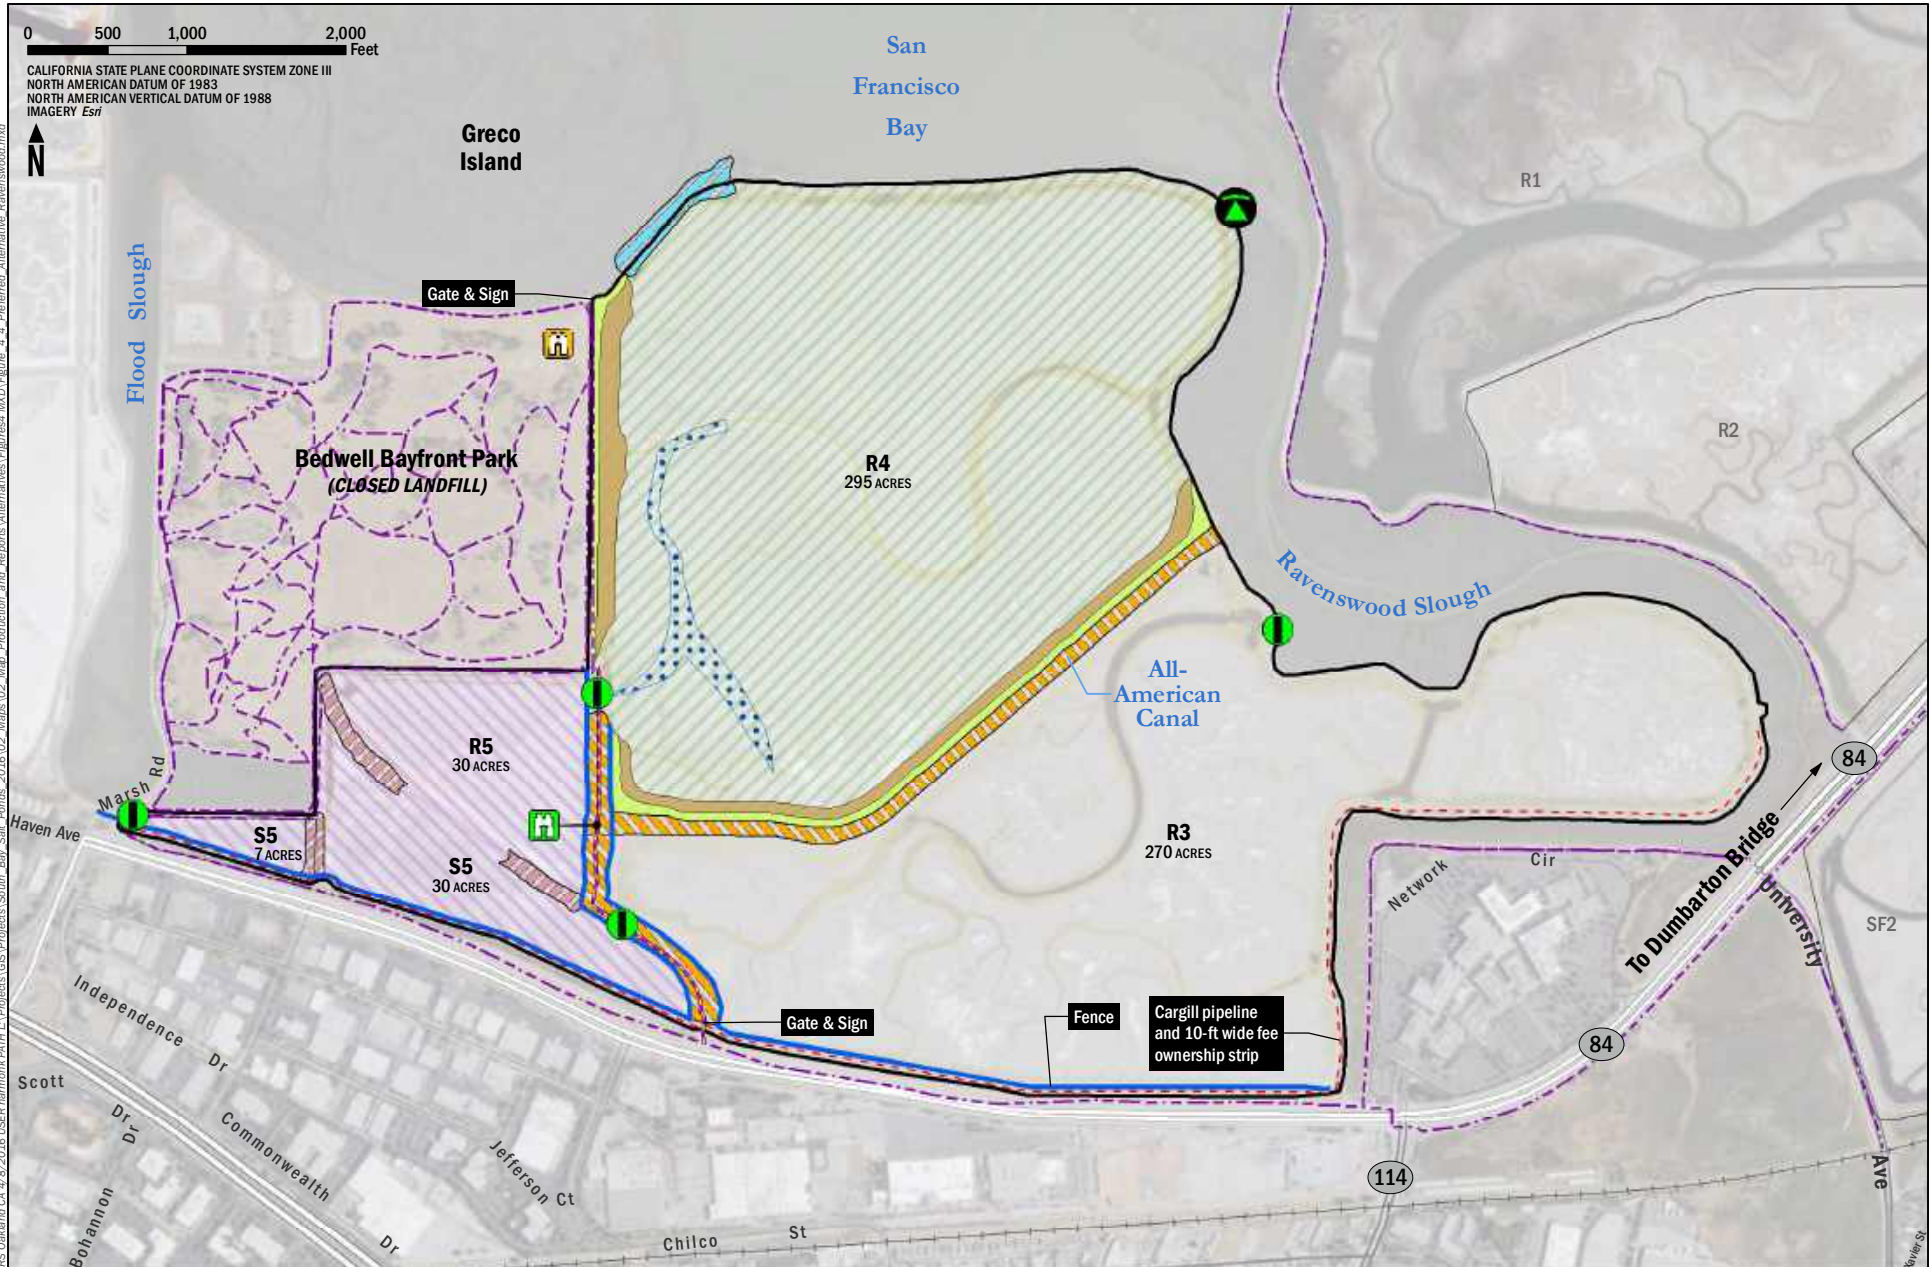 0 500 1,000 2,000
Feet
CALIFORNIA STATE PLANE COORDINATE SYSTEM ZONE III
NORTH AMERICAN DATUM OF 1983
NORTH AMERICAN VERTICAL DATUM OF 1988
IMAGERY Esri
N
San
Francisco
Bay
Greco
Island
R1
Flood Slough
Gate & Sign
R2
Bedwell Bayfront Park
(CLOSED LANDFILL)
R4
295 ACRES
Ravenswood Slough
All-
American
Canal
R5
30 ACRES
84
Marsh Rd
Haven Ave
S5
7 ACRES
S5
30 ACRES
R3
270 ACRES
Network Cir
To Dumbarton Bridge
University
Ave
SF2
Gate & Sign
Fence
Cargill pipeline
and 10-ft wide fee
ownership strip
84
Independence Dr
Scott
Dr
Dr
Commonwealth
Dr
Jefferson Ct
Bohannon
114
Chilco St